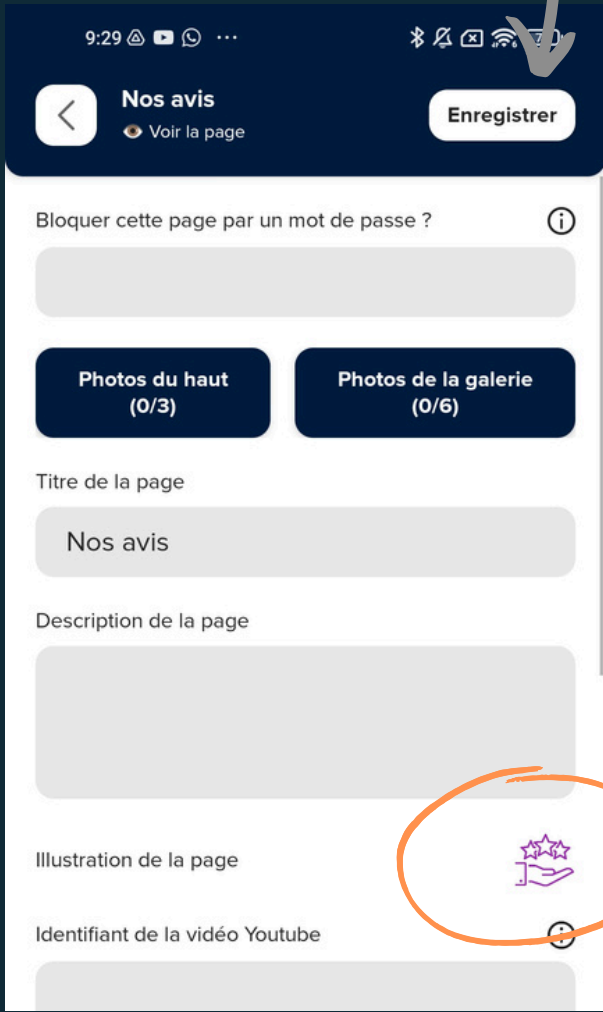 9:29
Nos avis
Voir la page
Enregistrer
Bloquer cette page par un mot de passe ?
Photos du haut
(0/3)
Photos de la galerie
(0/6)
Titre de la page
Nos avis
Description de la page
Illustration de la page
Identifiant de la vidéo Youtube